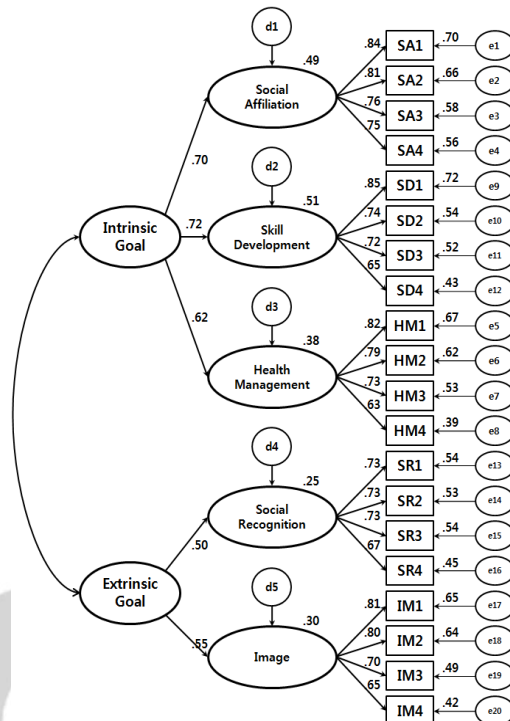 d1
.49
Social
Affiliation
.84
SA1
.70
e1
.81
SA2
.66
e2
.76
SA3
.58
e3
.75
SA4
.56
e4
.70
d2
.51
Skill
Development
.85
SD1
.72
e9
.74
SD2
.54
e10
.72
SD3
.52
e11
.65
SD4
.43
e12
Intrinsic
Goal
.72
.62
d3
.38
Health
Management
.82
HM1
.67
e5
.79
HM2
.62
e6
.73
HM3
.53
e7
.63
HM4
.39
e8
d4
.25
Social
Recognition
.73
SR1
.54
e13
.73
SR2
.53
e14
.73
SR3
.54
e15
.67
SR4
.45
e16
.50
Extrinsic
Goal
.55
d5
.30
Image
.81
IM1
.65
e17
.80
IM2
.64
e18
.70
IM3
.49
e19
.65
IM4
.42
e20